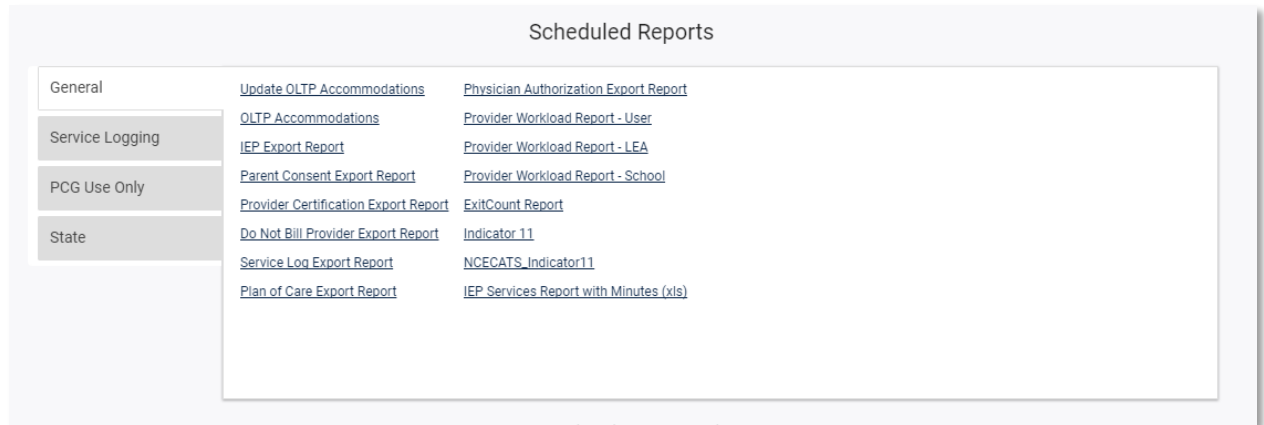 Scheduled Reports
General
Service Logging
PCG Use Only
State
Update OLTP Accommodations
OLTP Accommodations
IEP Export Report
Parent Consent Export Report
Provider Certification Export Report
Do Not Bill Provider Export Report
Service Log Export Report
Plan of Care Export Report
Physician Authorization Export Report
Provider Workload Report - User
Provider Workload Report - LEA
Provider Workload Report - School
ExitCount Report
Indicator 11
NCECATS_Indicator11
IEP Services Report with Minutes (xls)